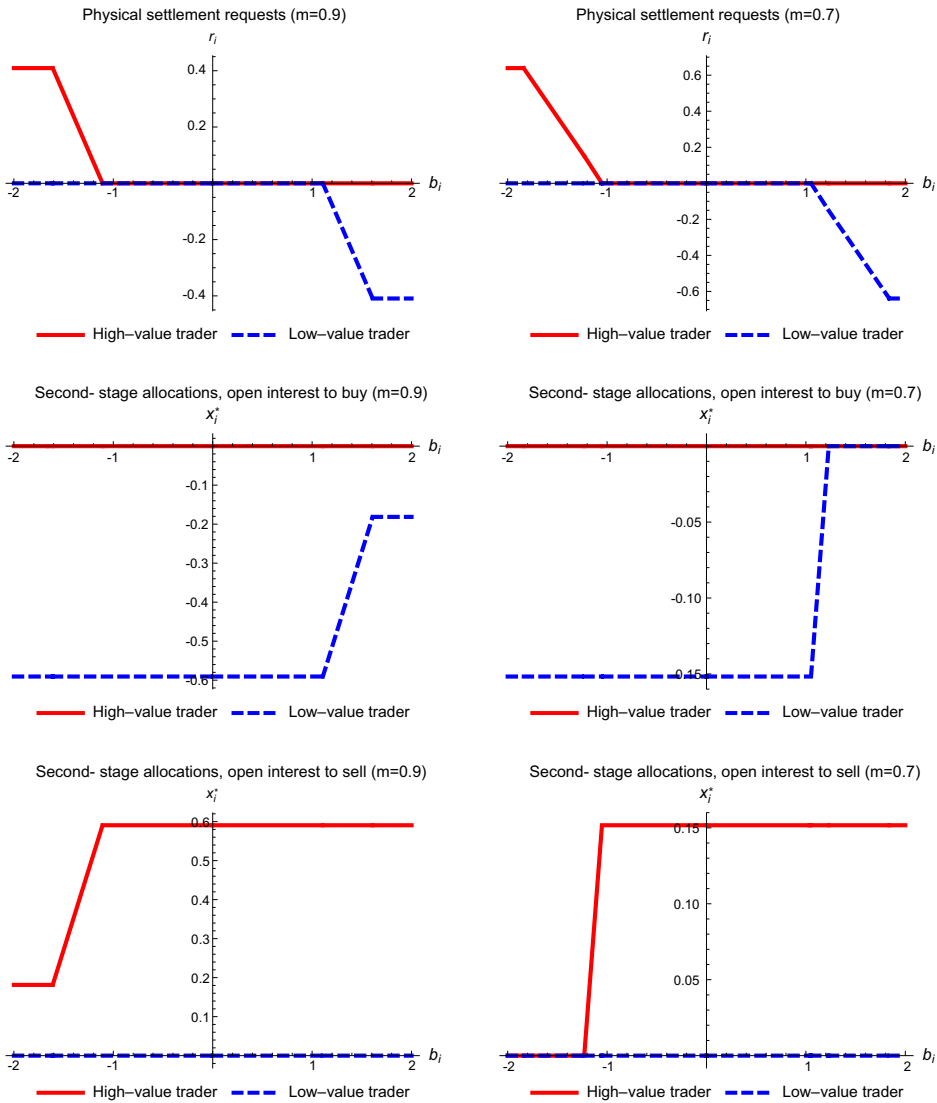 Physical settlement requests (m=0.9)
r_i
0.4
0.2
-2 -1 1 2 b_i
-0.2
-0.4
High–value trader Low–value trader
Physical settlement requests (m=0.7)
r_i
0.6
0.4
0.2
-2 -1 1 2 b_i
-0.2
-0.4
-0.6
High–value trader Low–value trader
Second- stage allocations, open interest to buy (m=0.9)
x_i^*
-2 -1 1 2 b_i
-0.1
-0.2
-0.3
-0.4
-0.5
-0.6
High–value trader Low–value trader
Second- stage allocations, open interest to buy (m=0.7)
x_i^*
-2 -1 1 2 b_i
-0.05
-0.10
-0.15
High–value trader Low–value trader
Second- stage allocations, open interest to sell (m=0.9)
x_i^*
0.6
0.5
0.4
0.3
0.2
0.1
-2 -1 1 2 b_i
High–value trader Low–value trader
Second- stage allocations, open interest to sell (m=0.7)
x_i^*
0.15
0.10
0.05
-2 -1 1 2 b_i
High–value trader Low–value trader